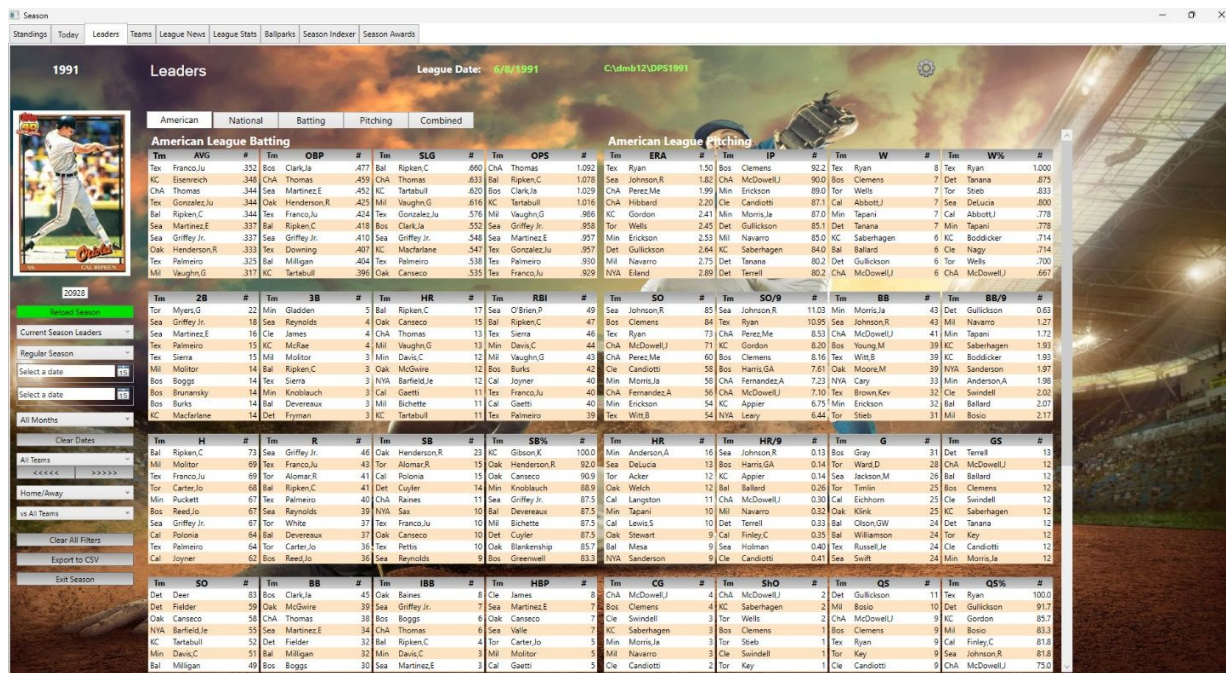 Season
Standings Today Leaders Teams League News League Stats Ballparks Season Indexer Season Awards
1991 Leaders League Date: 6/8/1991 C:\dmb12\DPS1991
American National Batting Pitching Combined
American League Batting American League Pitching
Tm AVG # Tm OBP # Tm SLG # Tm OPS # Tm ERA # Tm IP # Tm W # Tm W% #
Tex Franco,Ju .352 Bos Clark,Ja .477 Bal Ripken,C .660 ChA Thomas 1.092 Tex Ryan 1.50 Bos Clemens 92.2 Tex Ryan 8 Tex Ryan 1.000
KC Eisenreich .348 ChA Thomas .459 ChA Thomas .633 Bal Ripken,C 1.078 Sea Johnson,R 1.82 ChA McDowell,J 90.0 Bos Clemens 7 Det Tanana .875
ChA Thomas .344 Sea Martinez,E .452 KC Tartabull .620 Bos Clark,Ja 1.029 ChA Perez,Me 1.99 Min Erickson 89.0 Tor Wells 7 Tor Stieb .833
Tex Gonzalez,Ju .344 Oak Henderson,R .425 Mil Vaughn,G .616 KC Tartabull 1.016 ChA Hibbard 2.20 Cle Candiotti 87.1 Cal Abbott,J 7 Sea DeLucia .800
Bal Ripken,C .344 Tex Franco,Ju .424 Tex Gonzalez,Ju .576 Mil Vaughn,G .986 KC Gordon 2.41 Min Morris,Ja 87.0 Min Tapani 7 Cal Abbott,J .778
Sea Martinez,E .337 Bal Ripken,C .418 Bos Clark,Ja .552 Sea Griffey Jr. .958 Tor Wells 2.45 Det Gullickson 85.1 Det Tanana 7 Min Tapani .778
Sea Griffey Jr. .337 Sea Griffey Jr. .410 Sea Griffey Jr. .548 Sea Martinez,E .957 Min Erickson 2.53 Mil Navarro 85.0 KC Saberhagen 6 KC Boddicker .714
Oak Henderson,R .333 Tex Downing .407 KC Macfarlane .547 Tex Gonzalez,Ju .957 Det Gullickson 2.64 KC Saberhagen 84.0 Bal Ballard 6 Cle Nagy .714
Tex Palmeiro .325 Bal Milligan .404 Tex Palmeiro .538 Tex Palmeiro .930 Mil Navarro 2.75 Det Tanana 80.2 Det Gullickson 6 Tor Wells .700
Mil Vaughn,G .317 KC Tartabull .396 Oak Canseco .535 Tex Franco,Ju .929 NYA Eiland 2.89 Det Terrell 80.2 ChA McDowell,J 6 ChA McDowell,J .667
Orioles
SS CAL RIPKEN
20928
Reload Season
Current Season Leaders
Regular Season
Select a date 15
Select a date 15
All Months
Clear Dates
All Teams
<<<<< >>>>>
Home/Away
vs All Teams
Clear All Filters
Export to CSV
Exit Season
Tm 2B # Tm 3B # Tm HR # Tm RBI # Tm SO # Tm SO/9 # Tm BB # Tm BB/9 #
Tor Myers,G 22 Min Gladden 5 Bal Ripken,C 17 Sea O'Brien,P 49 Sea Johnson,R 85 Sea Johnson,R 11.03 Min Morris,Ja 43 Det Gullickson 0.63
Sea Griffey Jr. 18 Sea Reynolds 4 Oak Canseco 15 Bal Ripken,C 47 Bos Clemens 84 Tex Ryan 10.95 Sea Johnson,R 43 Mil Navarro 1.27
Sea Martinez,E 16 Cle James 4 ChA Thomas 13 Tex Sierra 46 Tex Ryan 73 ChA Perez,Me 8.53 ChA McDowell,J 41 Min Tapani 1.72
Tex Palmeiro 15 KC McRae 4 Mil Vaughn,G 13 Min Davis,C 44 ChA McDowell,J 71 KC Gordon 8.20 Bos Young,M 39 KC Saberhagen 1.93
Tex Sierra 15 Mil Molitor 3 Min Davis,C 12 Mil Vaughn,G 43 ChA Perez,Me 60 Bos Clemens 8.16 Tex Witt,B 39 KC Boddicker 1.93
Mil Molitor 14 Bal Ripken,C 3 Oak McGwire 12 Bos Burks 42 Cle Candiotti 58 Bos Harris,GA 7.61 Oak Moore,M 39 NYA Sanderson 1.97
Bos Boggs 14 Tex Sierra 3 NYA Barfield,Je 12 Cal Joyner 40 Min Morris,Ja 58 ChA Fernandez,A 7.23 NYA Cary 33 Min Anderson,A 1.98
Bos Brunansky 14 Min Knoblauch 3 Cal Gaetti 11 Tex Franco,Ju 40 ChA Fernandez,A 56 ChA McDowell,J 7.10 Tex Brown,Kev 32 Cle Swindell 2.02
Bos Burks 14 Bal Devereaux 3 Mil Bichette 11 Cal Gaetti 40 Min Erickson 54 KC Appier 6.75 Min Erickson 32 Bal Ballard 2.07
KC Macfarlane 14 Det Fryman 3 KC Tartabull 11 Tex Palmeiro 39 Tex Witt,B 54 NYA Leary 6.44 Tor Stieb 31 Mil Bosio 2.17
Tm H # Tm R # Tm SB # Tm SB% # Tm HR # Tm HR/9 # Tm G # Tm GS #
Bal Ripken,C 73 Sea Griffey Jr. 46 Oak Henderson,R 23 KC Gibson,K 100.0 Min Anderson,A 16 Sea Johnson,R 0.13 Bos Gray 31 Det Terrell 13
Mil Molitor 69 Tex Franco,Ju 43 Tor Alomar,R 15 Oak Henderson,R 92.0 Sea DeLucia 13 Bos Harris,GA 0.14 Tor Ward,D 28 ChA McDowell,J 12
Tex Franco,Ju 69 Tor Alomar,R 41 Cal Polonia 15 Oak Canseco 90.9 Tor Acker 12 KC Appier 0.14 Sea Jackson,M 26 Bal Ballard 12
Tor Carter,Jo 68 Bal Ripken,C 41 Det Cuyler 14 Min Knoblauch 88.9 Oak Welch 12 Bal Ballard 0.26 Tor Timlin 25 Bos Clemens 12
Min Puckett 67 Tex Palmeiro 40 ChA Raines 11 Sea Griffey Jr. 87.5 Cal Langston 11 ChA McDowell,J 0.30 Cal Eichhorn 25 Cle Swindell 12
Bos Reed,Jo 67 Sea Reynolds 39 NYA Sax 10 Bal Devereaux 87.5 Min Tapani 10 Mil Navarro 0.32 Oak Klink 25 KC Saberhagen 12
Sea Griffey Jr. 67 Tor White 37 Tex Franco,Ju 10 Mil Bichette 87.5 Cal Lewis,S 10 Det Terrell 0.33 Bal Olson,GW 24 Det Tanana 12
Cal Polonia 64 Bal Devereaux 37 Oak Canseco 10 Det Cuyler 87.5 Oak Stewart 9 Cal Finley,C 0.35 Bal Williamson 24 Tor Key 12
Tex Palmeiro 64 Tor Carter,Jo 36 Tex Pettis 10 Oak Blankenship 85.7 Bal Mesa 9 Sea Holman 0.40 Tex Russell,Je 24 Cle Candiotti 12
Cal Joyner 62 Bos Reed,Jo 36 Sea Reynolds 9 Bos Greenwell 83.3 NYA Sanderson 9 Cle Candiotti 0.41 Sea Swift 24 Min Morris,Ja 12
Tm SO # Tm BB # Tm IBB # Tm HBP # Tm CG # Tm ShO # Tm QS # Tm QS% #
Det Deer 83 Bos Clark,Ja 45 Oak Baines 8 Cle James 8 ChA McDowell,J 4 ChA McDowell,J 2 Det Gullickson 11 Tex Ryan 100.0
Det Fielder 59 Oak McGwire 39 Sea Griffey Jr. 7 Sea Martinez,E 7 Bos Clemens 4 KC Saberhagen 2 Mil Bosio 10 Det Gullickson 91.7
Oak Canseco 58 ChA Thomas 38 Bos Boggs 6 Oak Canseco 7 Cle Swindell 3 Tor Wells 2 ChA McDowell,J 9 KC Gordon 85.7
NYA Barfield,Je 55 Sea Martinez,E 34 ChA Thomas 6 Sea Valle 7 KC Saberhagen 3 Bos Clemens 1 Bos Clemens 9 Mil Bosio 83.3
KC Tartabull 52 Det Fielder 32 Bal Ripken,C 4 Tor Carter,Jo 5 Min Morris,Ja 3 Tor Stieb 1 Tex Ryan 9 Cal Finley,C 81.8
Min Davis,C 51 Bal Milligan 32 Min Davis,C 3 Mil Molitor 5 Mil Navarro 3 Cle Swindell 1 Tor Key 9 Sea Johnson,R 81.8
Bal Milligan 49 Bos Boggs 30 Sea Martinez,E 3 Cal Gaetti 5 Cle Candiotti 2 Tor Key 1 Cle Candiotti 9 ChA McDowell,J 75.0